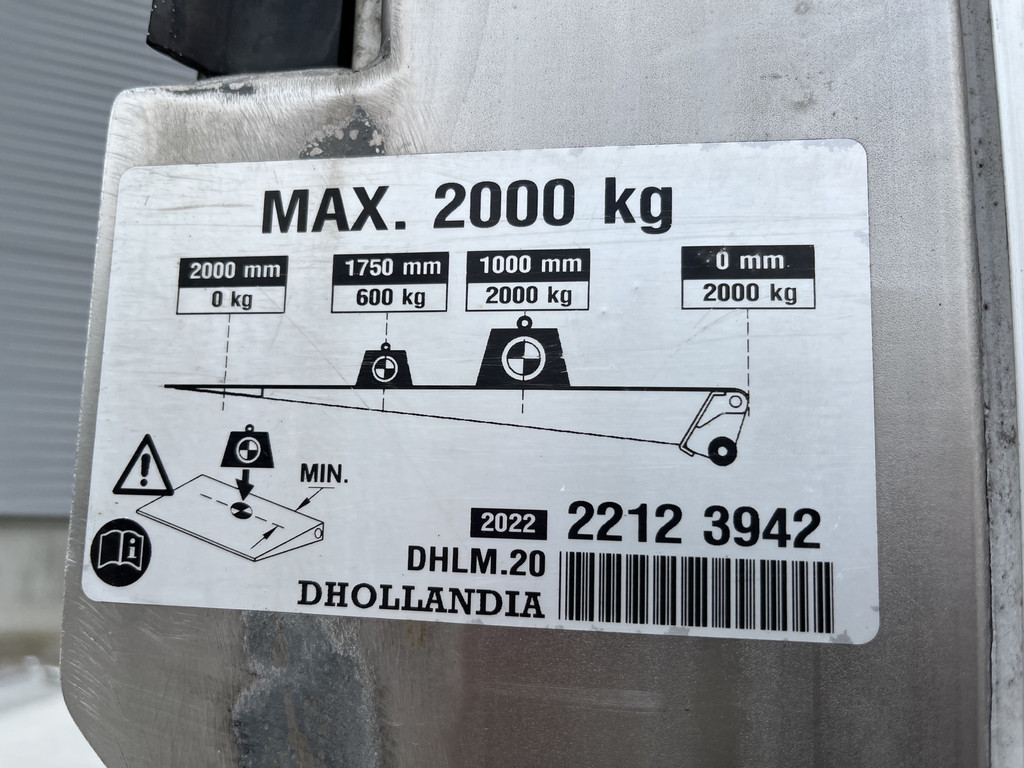 MAX. 2000 kg
2000 mm
0 kg
1750 mm
600 kg
1000 mm
2000 kg
0 mm
2000 kg
MIN.
2022 2212 3942
DHLM.20
DHOLLANDIA